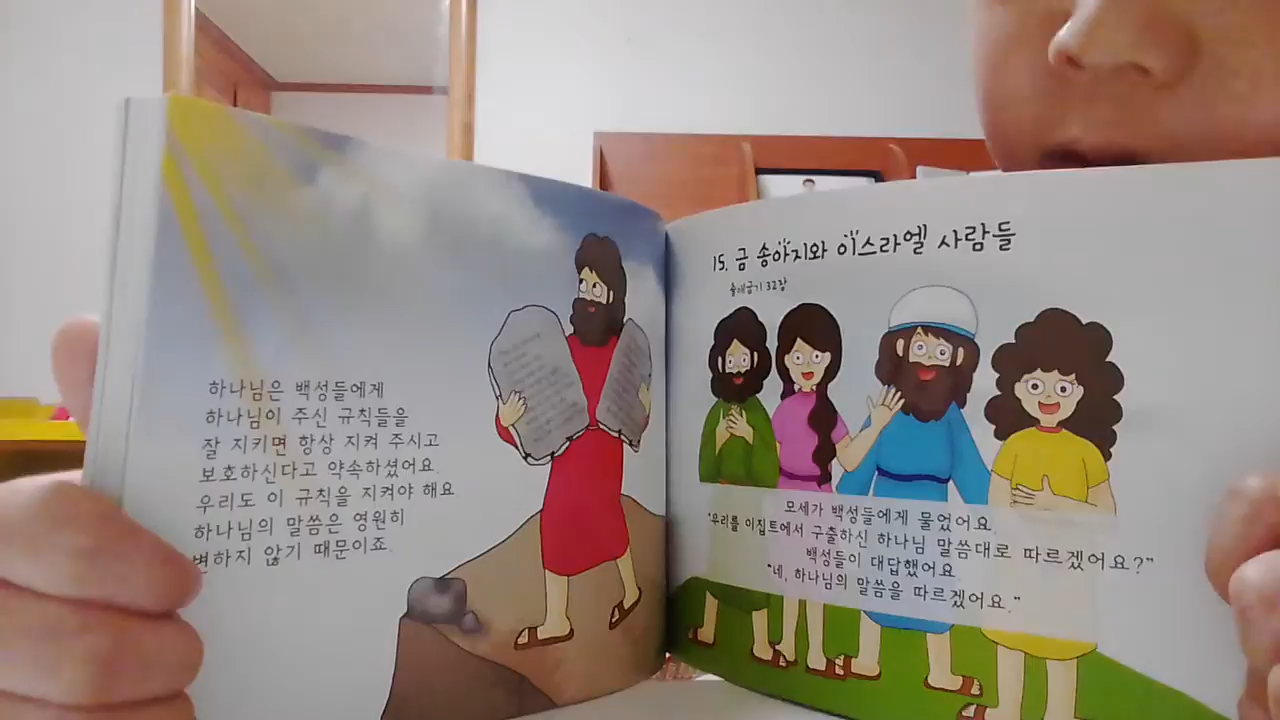 하나님은 백성들에게
하나님이 주신 규칙들을
잘 지키면 항상 지켜 주시고
보호하신다고 약속하셨어요.
우리도 이 규칙을 지켜야 해요
하나님의 말씀은 영원히
변하지 않기 때문이죠.
15. 금 송아지와 이스라엘 사람들
출애굽기 32장
모세가 백성들에게 물었어요.
"우리를 이집트에서 구출하신 하나님 말씀대로 따르겠어요?"
백성들이 대답했어요.
"네, 하나님의 말씀을 따르겠어요."